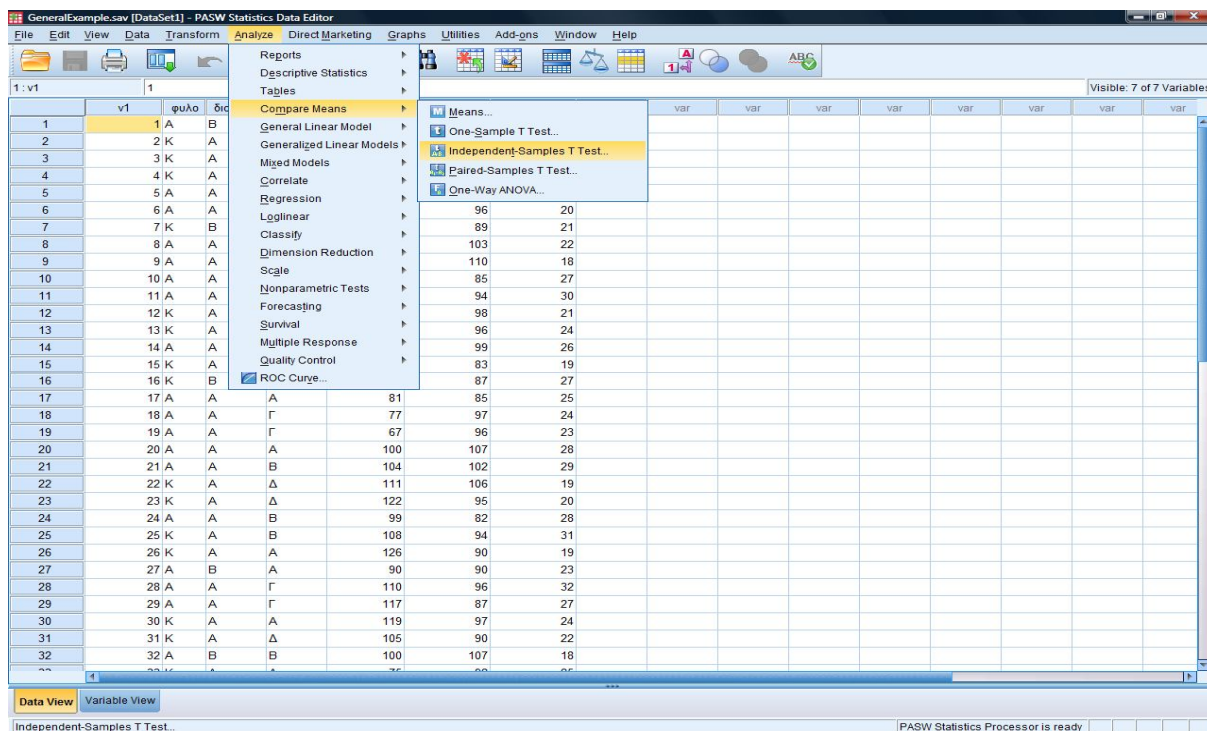 GeneralExample.sav [DataSet1] - PASW Statistics Data Editor
File Edit View Data Transform Analyze Direct Marketing Graphs Utilities Add-ons Window Help
1 : v1 1 Visible: 7 of 7 Variables
v1 φυλο var var var var var var var var
Reports
Descriptive Statistics
Tables
Compare Means
General Linear Model
Generalized Linear Models
Mixed Models
Correlate
Regression
Loglinear
Classify
Dimension Reduction
Scale
Nonparametric Tests
Forecasting
Survival
Multiple Response
Quality Control
ROC Curve...
Means...
One-Sample T Test...
Independent-Samples T Test...
Paired-Samples T Test...
One-Way ANOVA...
1 1 Α Β
2 2 Κ Α
3 3 Κ Α
4 4 Κ Α
5 5 Α Α
6 6 Α Α 96 20
7 7 Κ Β 89 21
8 8 Α Α 103 22
9 9 Α Α 110 18
10 10 Α Α 85 27
11 11 Α Α 94 30
12 12 Κ Α 98 21
13 13 Κ Α 96 24
14 14 Α Α 99 26
15 15 Κ Α 83 19
16 16 Κ Β 87 27
17 17 Α Α Α 81 85 25
18 18 Α Α Γ 77 97 24
19 19 Α Α Γ 67 96 23
20 20 Α Α Α 100 107 28
21 21 Α Α Β 104 102 29
22 22 Κ Α Δ 111 106 19
23 23 Κ Α Δ 122 95 20
24 24 Α Α Β 99 82 28
25 25 Κ Α Β 108 94 31
26 26 Κ Α Α 126 90 19
27 27 Α Β Α 90 90 23
28 28 Α Α Γ 110 96 32
29 29 Α Α Γ 117 87 27
30 30 Κ Α Α 119 97 24
31 31 Κ Α Δ 105 90 22
32 32 Α Β Β 100 107 18
Data View Variable View
Independent-Samples T Test... PASW Statistics Processor is ready